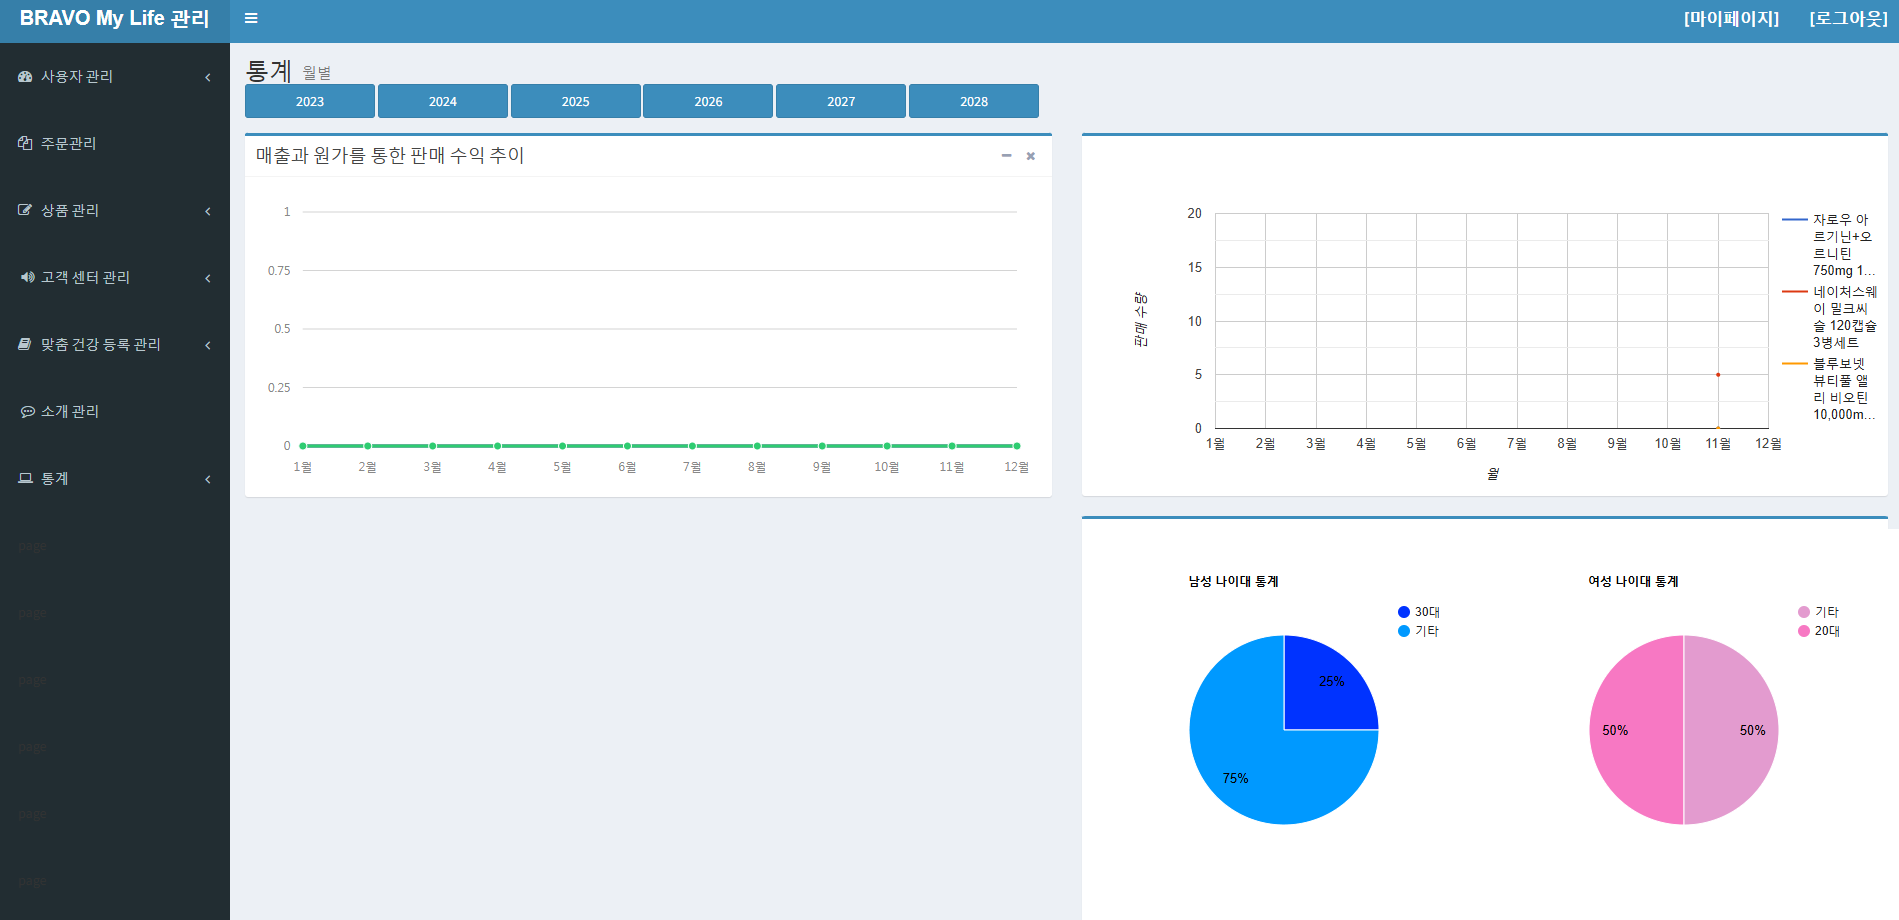 BRAVO My Life 관리
[마이페이지]
[로그아웃]
사용자 관리
주문관리
상품 관리
고객 센터 관리
맞춤 건강 등록 관리
소개 관리
통계
page
page
page
page
page
page
통계 월별
2023
2024
2025
2026
2027
2028
매출과 원가를 통한 판매 수익 추이
1
0.75
0.5
0.25
0
1월 2월 3월 4월 5월 6월 7월 8월 9월 10월 11월 12월
판매 수량
20
15
10
5
0
1월 2월 3월 4월 5월 6월 7월 8월 9월 10월 11월 12월
월
자로우 아
르기닌+오
르니틴
750mg 1...
네이처스웨
이 밀크씨
슬 120캡슐
3병세트
블루보넷
뷰티풀 앨
리 비오틴
10,000m...
남성 나이대 통계
30대
기타
25%
75%
여성 나이대 통계
기타
20대
50%
50%